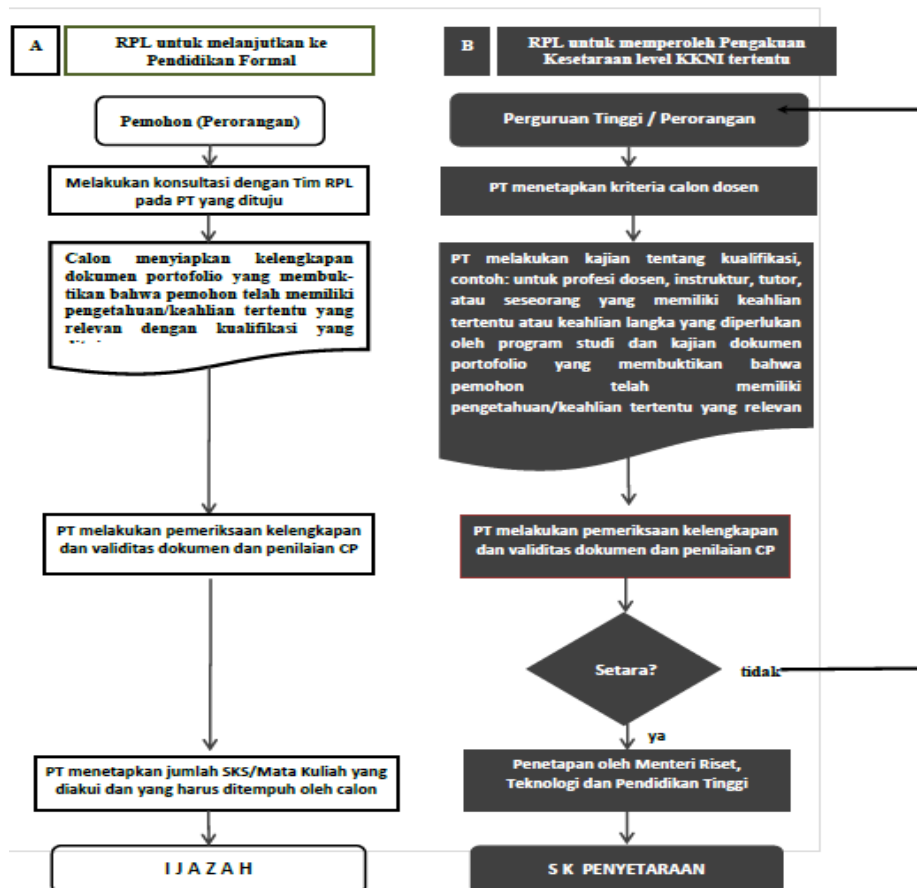 A
RPL untuk melanjutkan ke
Pendidikan Formal
Pemohon (Perorangan)
Melakukan konsultasi dengan Tim RPL
pada PT yang dituju
Calon menyiapkan kelengkapan
dokumen portofolio yang membuk-
tikan bahwa pemohon telah memiliki
pengetahuan/keahlian tertentu yang
relevan dengan kualifikasi yang
PT melakukan pemeriksaan kelengkapan
dan validitas dokumen dan penilaian CP
PT menetapkan jumlah SKS/Mata Kuliah yang
diakui dan yang harus ditempuh oleh calon
I J A Z A H
B
RPL untuk memperoleh Pengakuan
Kesetaraan level KKNI tertentu
Perguruan Tinggi / Perorangan
PT menetapkan kriteria calon dosen
PT melakukan kajian tentang kualifikasi,
contoh: untuk profesi dosen, instruktur, tutor,
atau seseorang yang memiliki keahlian
tertentu atau keahlian langka yang diperlukan
oleh program studi dan kajian dokumen
portofolio yang membuktikan bahwa
pemohon telah memiliki
pengetahuan/keahlian tertentu yang relevan
PT melakukan pemeriksaan kelengkapan
dan validitas dokumen dan penilaian CP
Setara?
tidak
ya
Penetapan oleh Menteri Riset,
Teknologi dan Pendidikan Tinggi
S K PENYETARAAN